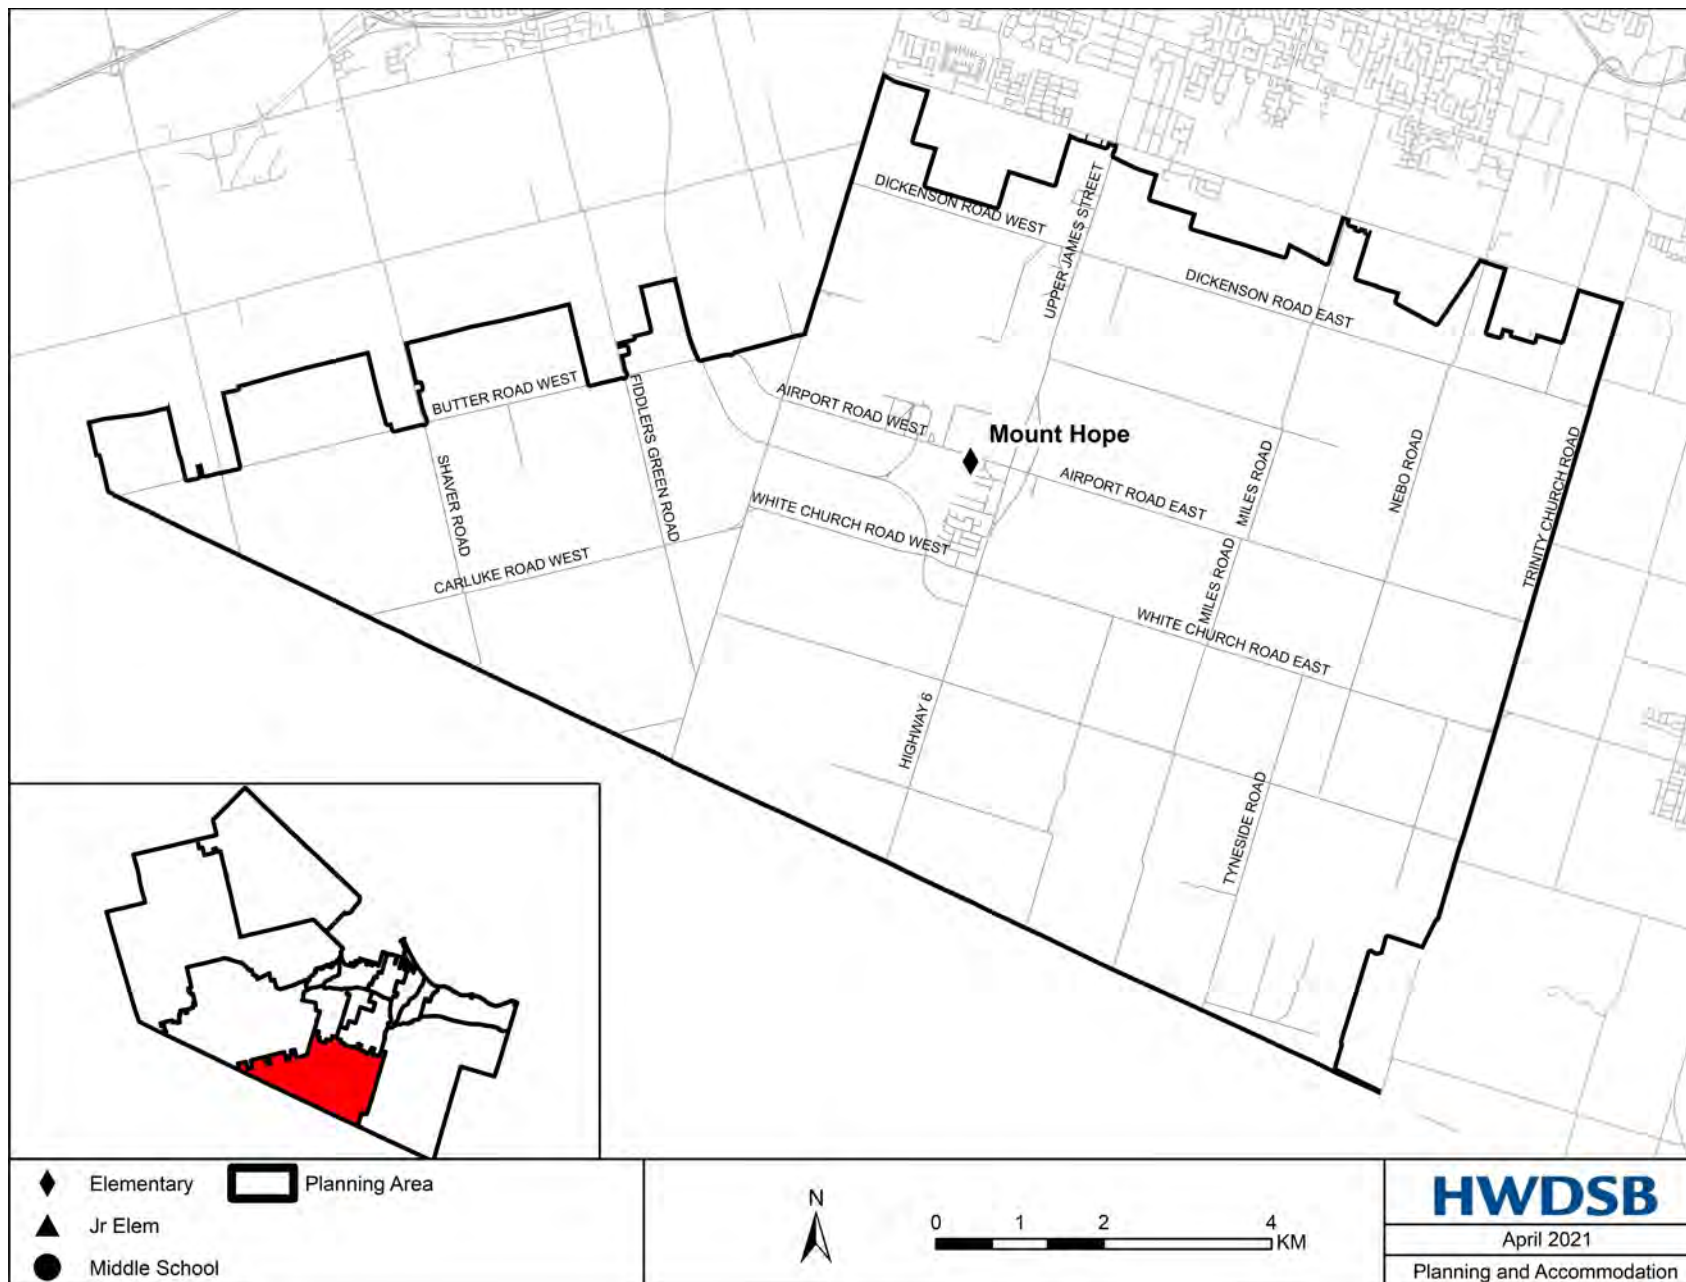 DICKENSON ROAD WEST
UPPER JAMES STREET
DICKENSON ROAD EAST
BUTTER ROAD WEST
FIDDLERS GREEN ROAD
AIRPORT ROAD WEST
Mount Hope
SHAVER ROAD
AIRPORT ROAD EAST
MILES ROAD
NEBO ROAD
TRINITY CHURCH ROAD
WHITE CHURCH ROAD WEST
CARLUKE ROAD WEST
MILES ROAD
WHITE CHURCH ROAD EAST
HIGHWAY 6
TYNESIDE ROAD
Elementary
Planning Area
Jr Elem
Middle School
N
0 1 2 4
KM
HWDSB
April 2021
Planning and Accommodation